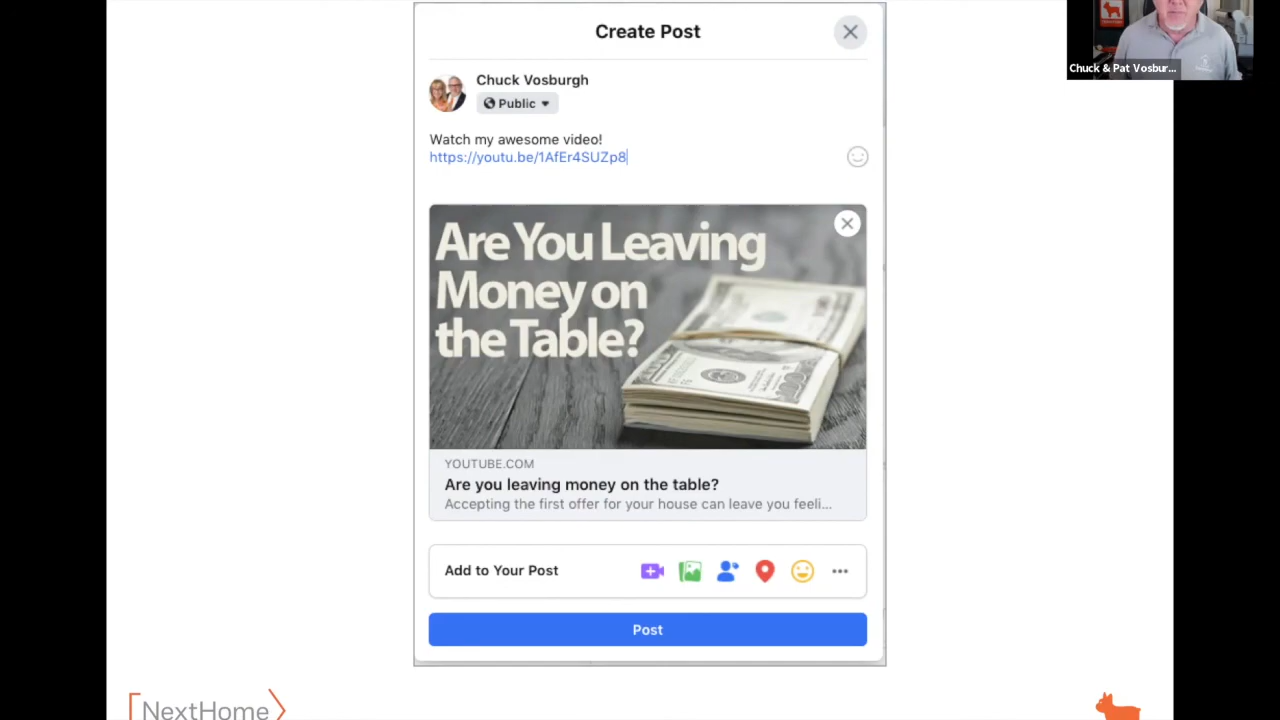 Create Post
Chuck & Pat Vosbur...
Chuck Vosburgh
Public
Watch my awesome video!
https://youtu.be/1AfEr4SUZp8
Are You Leaving
Money on
the Table?
YOUTUBE.COM
Are you leaving money on the table?
Accepting the first offer for your house can leave you feeli...
Add to Your Post
Post
NextHome